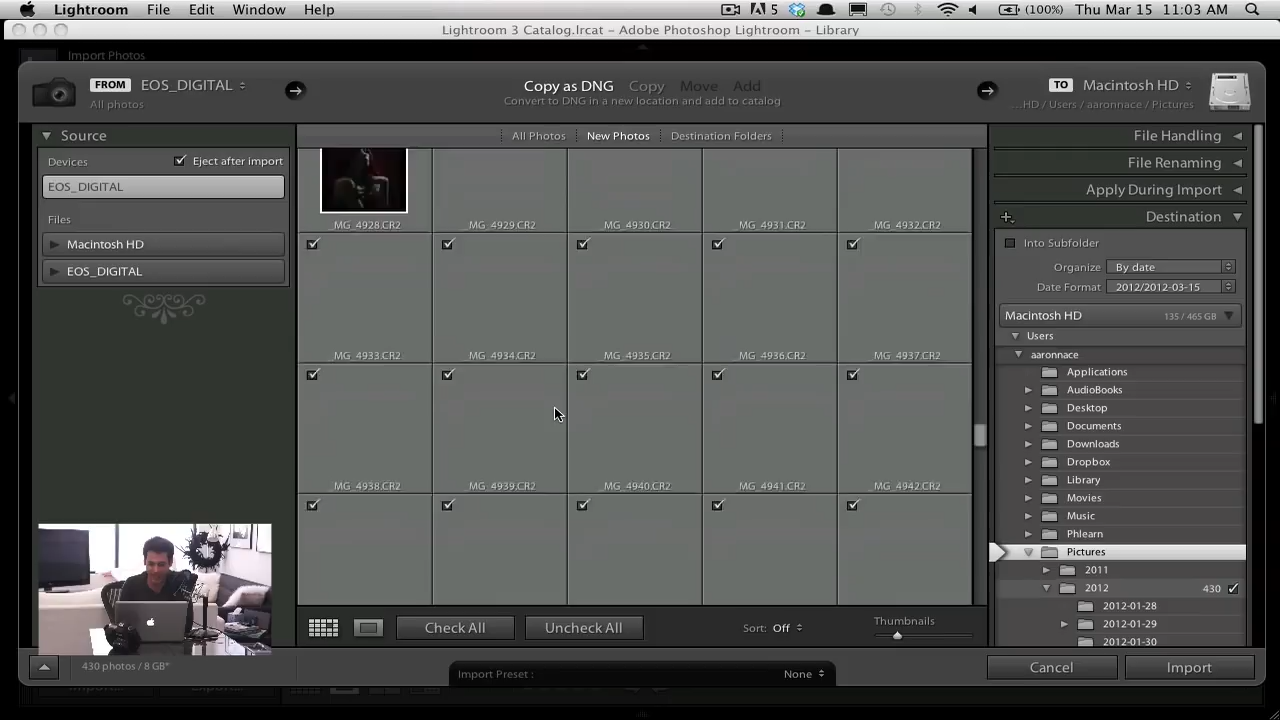 Lightroom File Edit Window Help 5 (100%) Thu Mar 15 11:03 AM
Lightroom 3 Catalog.lrcat – Adobe Photoshop Lightroom – Library
Import Photos
FROM EOS_DIGITAL
All photos
Copy as DNG Copy Move Add
Convert to DNG in a new location and add to catalog
TO Macintosh HD
...HD / Users / aaronnace / Pictures
Source
Devices Eject after import
EOS_DIGITAL
Files
Macintosh HD
EOS_DIGITAL
All Photos New Photos Destination Folders
_MG_4928.CR2 _MG_4929.CR2 _MG_4930.CR2 _MG_4931.CR2 _MG_4932.CR2
_MG_4933.CR2 _MG_4934.CR2 _MG_4935.CR2 _MG_4936.CR2 _MG_4937.CR2
_MG_4938.CR2 _MG_4939.CR2 _MG_4940.CR2 _MG_4941.CR2 _MG_4942.CR2
File Handling
File Renaming
Apply During Import
Destination
Into Subfolder
Organize By date
Date Format 2012/2012-03-15
Macintosh HD 135 / 465 GB
Users
aaronnace
Applications
AudioBooks
Desktop
Documents
Downloads
Dropbox
Library
Movies
Music
Phlearn
Pictures
2011
2012 430
2012-01-28
2012-01-29
2012-01-30
Check All Uncheck All Sort: Off Thumbnails
430 photos / 8 GB*
Import Preset : None
Cancel Import